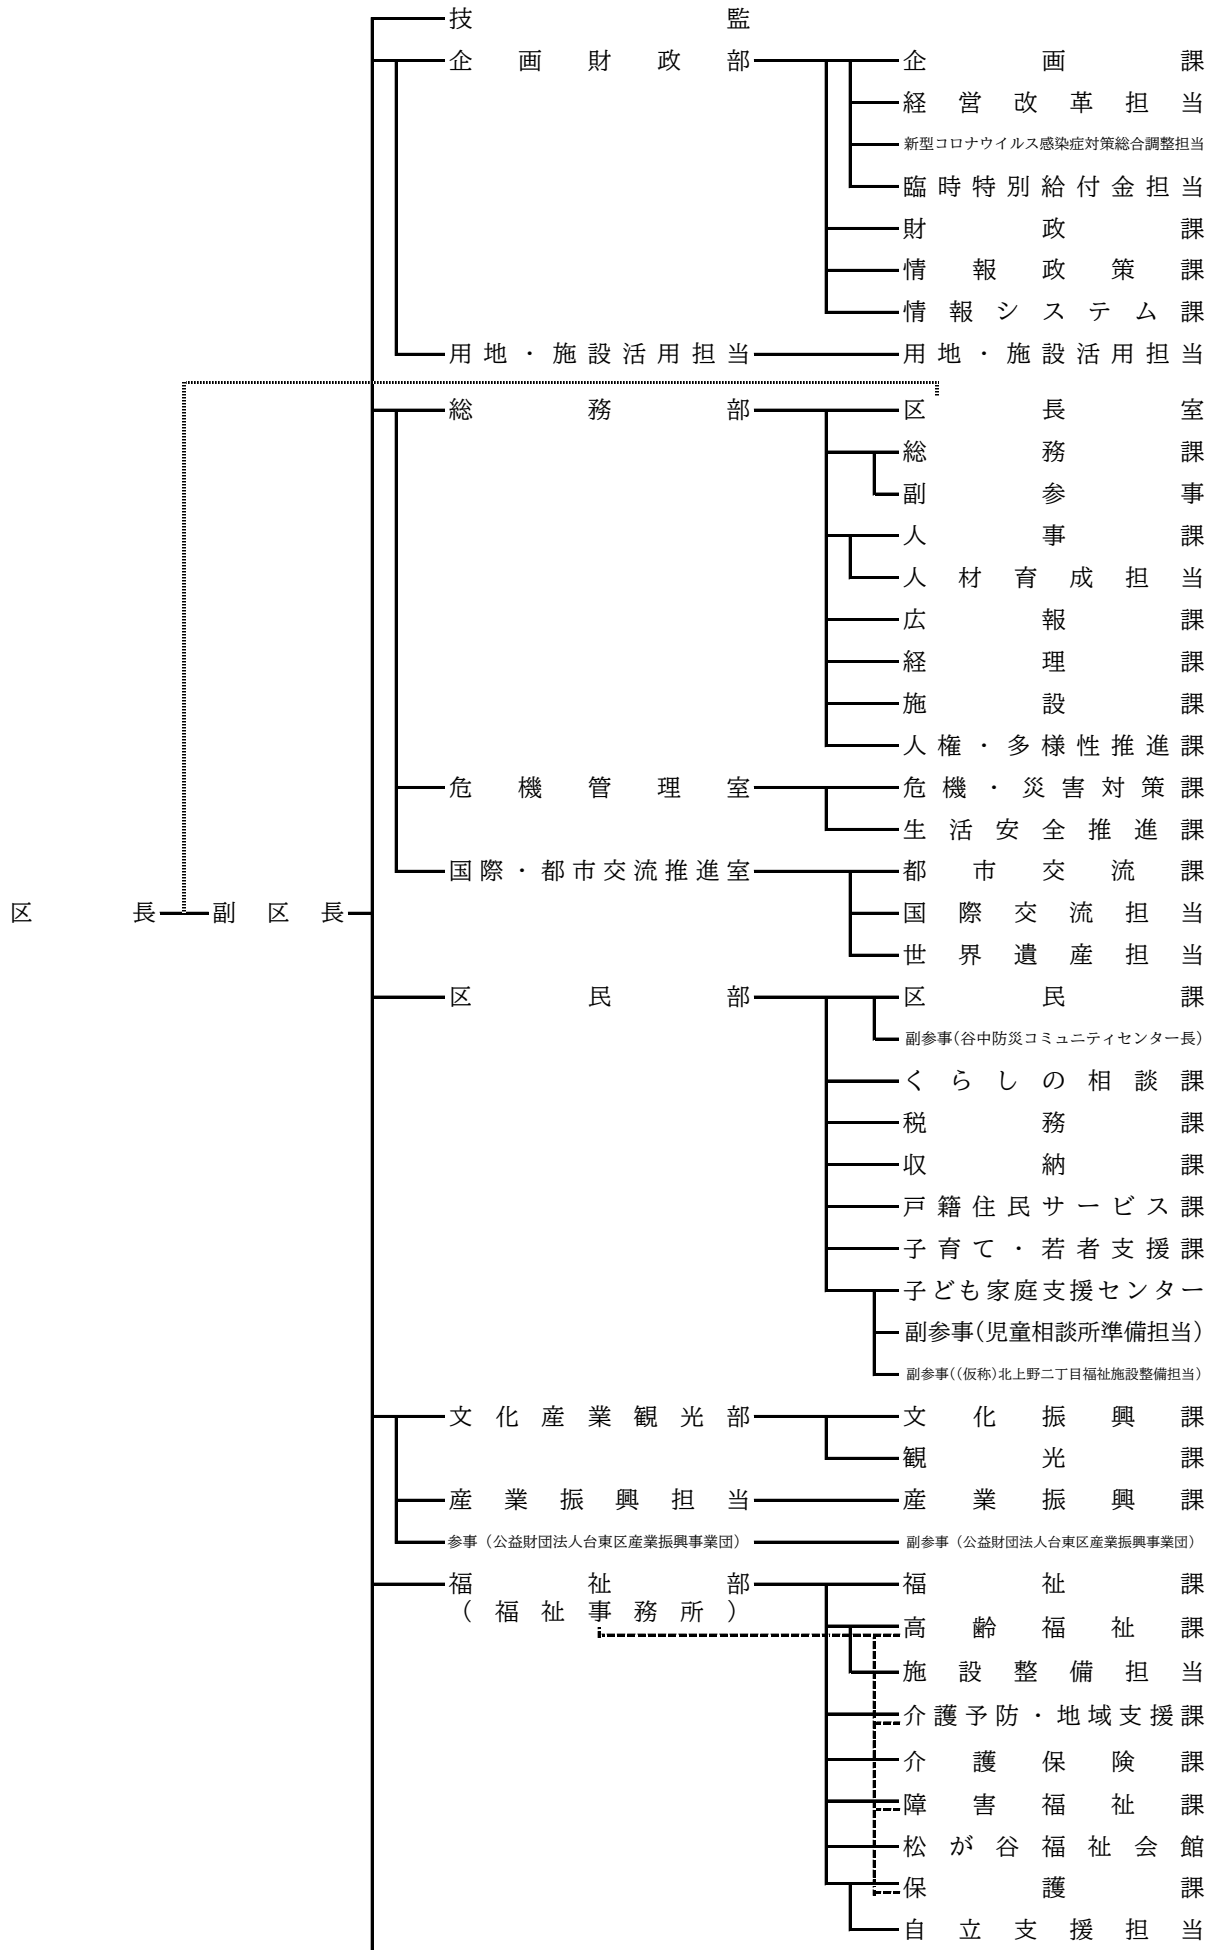 技監
企画財政部 企画課
経営改革担当
新型コロナウイルス感染症対策総合調整担当
臨時特別給付金担当
財政課
情報政策課
情報システム課
用地・施設活用担当 用地・施設活用担当
総務部 区長室
総務課
副参事
人事課
人材育成担当
広報課
経理課
施設課
人権・多様性推進課
危機管理室 危機・災害対策課
生活安全推進課
国際・都市交流推進室 都市交流課
区長 副区長 国際交流担当
世界遺産担当
区民部 区民課
副参事(谷中防災コミュニティセンター長)
くらしの相談課
税務課
収納課
戸籍住民サービス課
子育て・若者支援課
子ども家庭支援センター
副参事(児童相談所準備担当)
副参事((仮称)北上野二丁目福祉施設整備担当)
文化産業観光部 文化振興課
観光課
産業振興担当 産業振興課
参事(公益財団法人台東区産業振興事業団) 副参事(公益財団法人台東区産業振興事業団)
福祉部 福祉課
(福祉事務所)
高齢福祉課
施設整備担当
介護予防・地域支援課
介護保険課
障害福祉課
松が谷福祉会館
保護課
自立支援担当